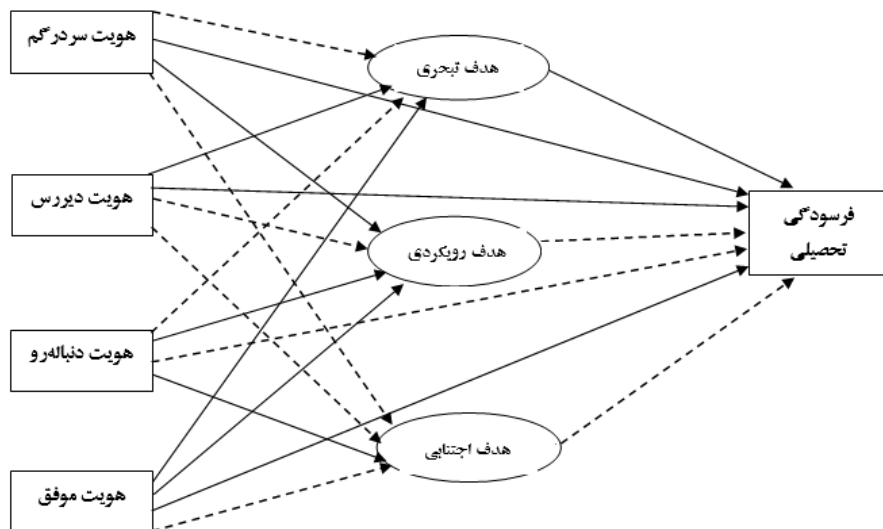 هویت سردرگم
هدف تبحری
هویت دیررس
فرسودگی
تحصیلی
هدف رویکردی
هویت دنباله‌رو
هدف اجتنابی
هویت موفق